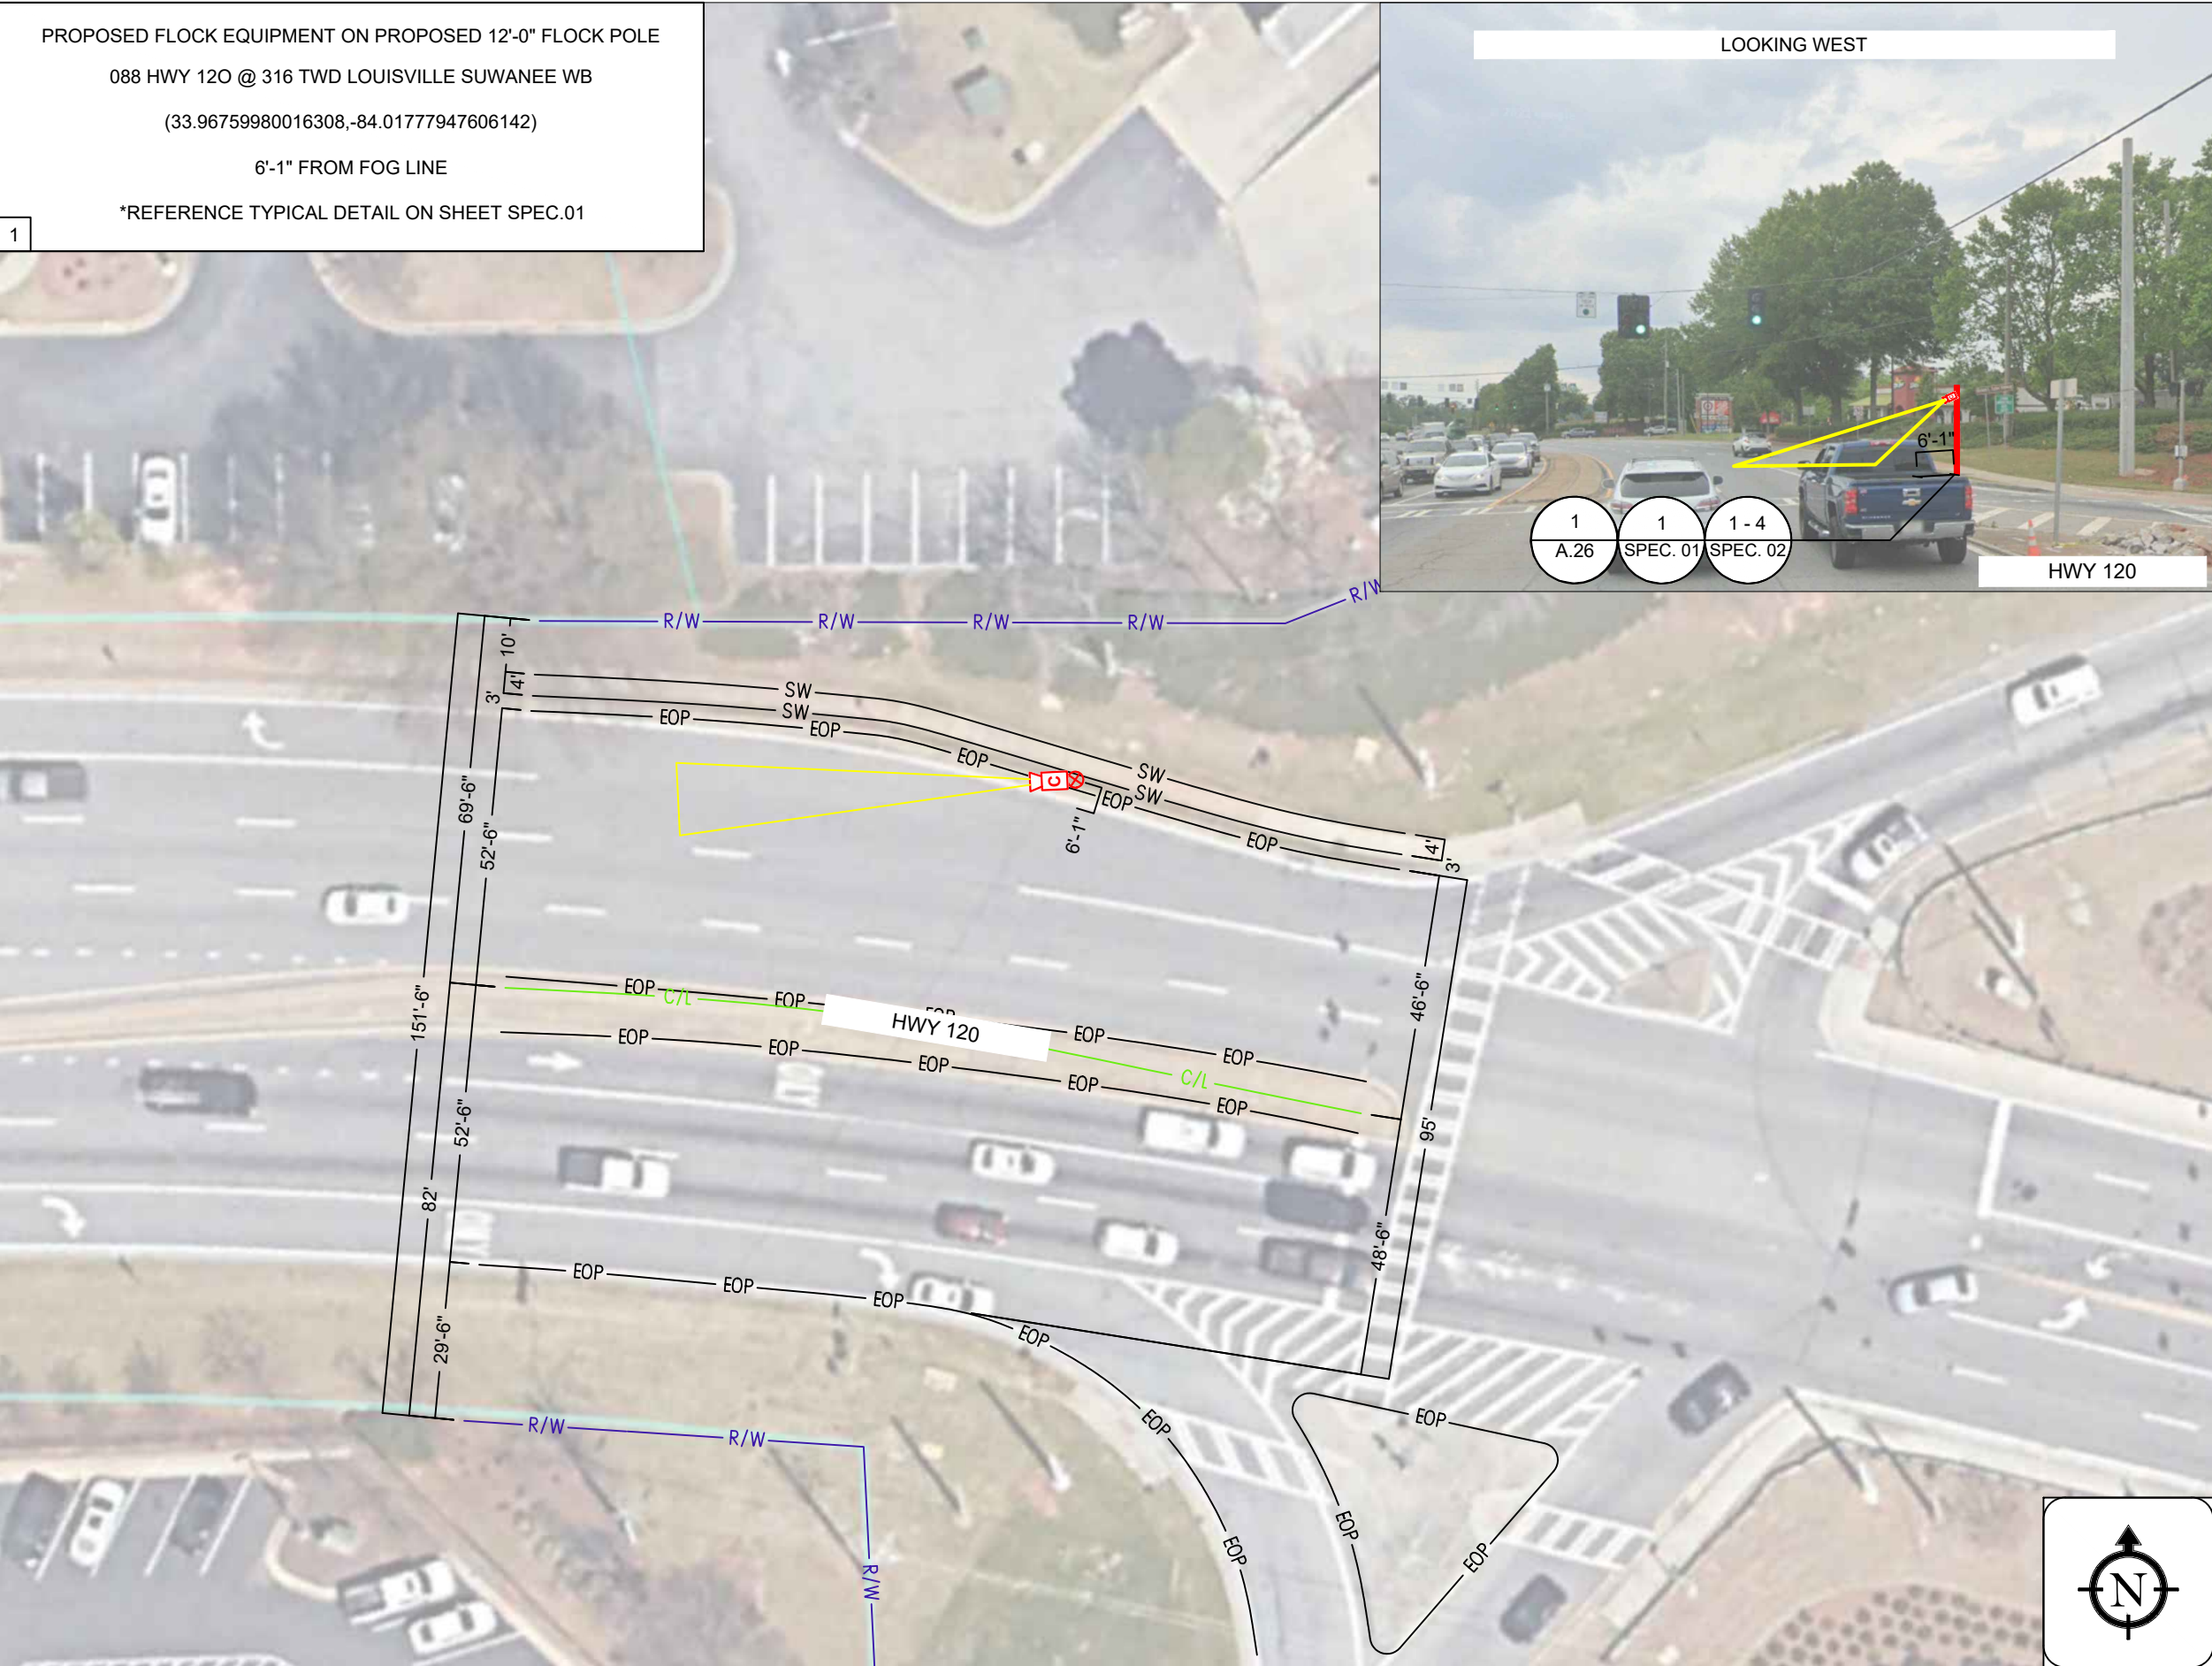 PROPOSED FLOCK EQUIPMENT ON PROPOSED 12'-0" FLOCK POLE
088 HWY 12O @ 316 TWD LOUISVILLE SUWANEE WB
(33.96759980016308,-84.01777947606142)
6'-1" FROM FOG LINE
*REFERENCE TYPICAL DETAIL ON SHEET SPEC.01
1
LOOKING WEST
6'-1"
1
A.26
1
SPEC. 01
1 - 4
SPEC. 02
HWY 120
R/W
R/W
R/W
R/W
R/W
10'
4'
3'
SW
SW
EOP
EOP
EOP
C
SW
SW
EOP
6'-1"
EOP
4'
3'
69'-6"
52'-6"
151'-6"
46'-6"
EOP
C/L
EOP
EOP
HWY 120
EOP
EOP
EOP
EOP
EOP
EOP
EOP
C/L
95'
52'-6"
82'
48'-6"
29'-6"
EOP
EOP
EOP
EOP
EOP
EOP
EOP
EOP
EOP
R/W
R/W
R/W
N